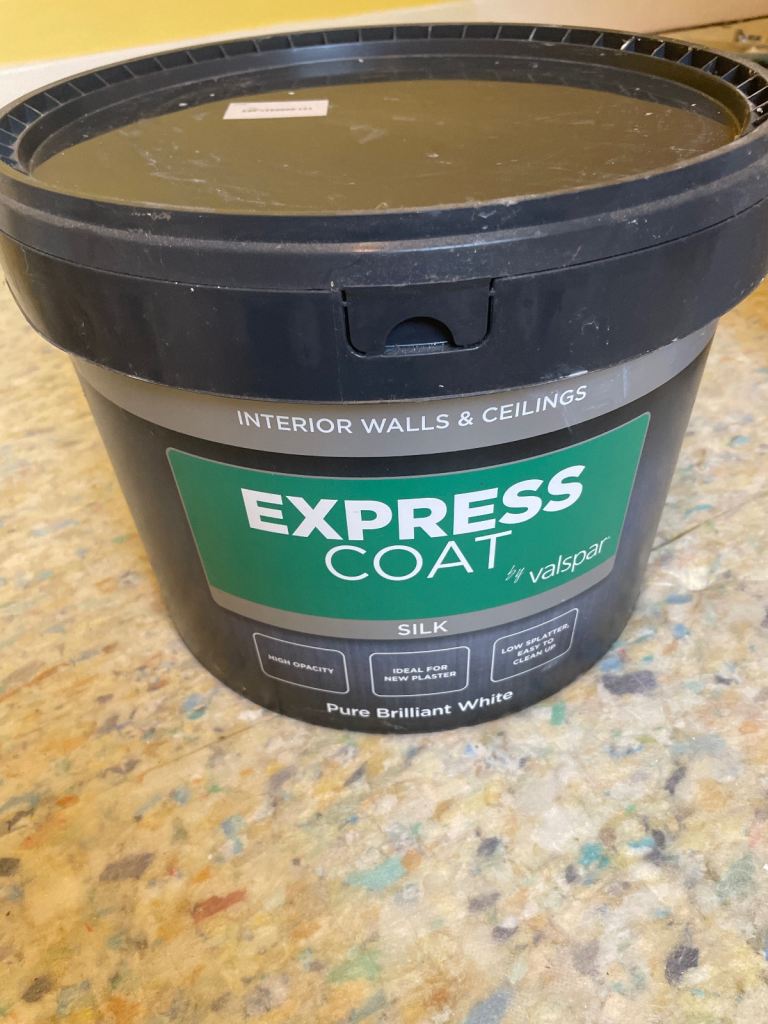 INTERIOR WALLS & CEILINGS
EXPRESS
COAT
by valspar
SILK
HIGH OPACITY
IDEAL FOR
NEW PLASTER
LOW SPLATTER,
EASY TO
CLEAN UP
Pure Brilliant White